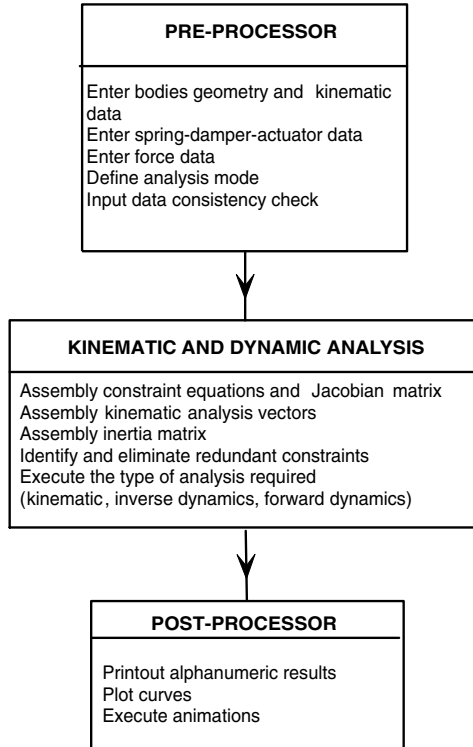 PRE-PROCESSOR
Enter bodies geometry and kinematic
data
Enter spring-damper-actuator data
Enter force data
Define analysis mode
Input data consistency check
KINEMATIC AND DYNAMIC ANALYSIS
Assembly constraint equations and Jacobian matrix
Assembly kinematic analysis vectors
Assembly inertia matrix
Identify and eliminate redundant constraints
Execute the type of analysis required
(kinematic, inverse dynamics, forward dynamics)
POST-PROCESSOR
Printout alphanumeric results
Plot curves
Execute animations